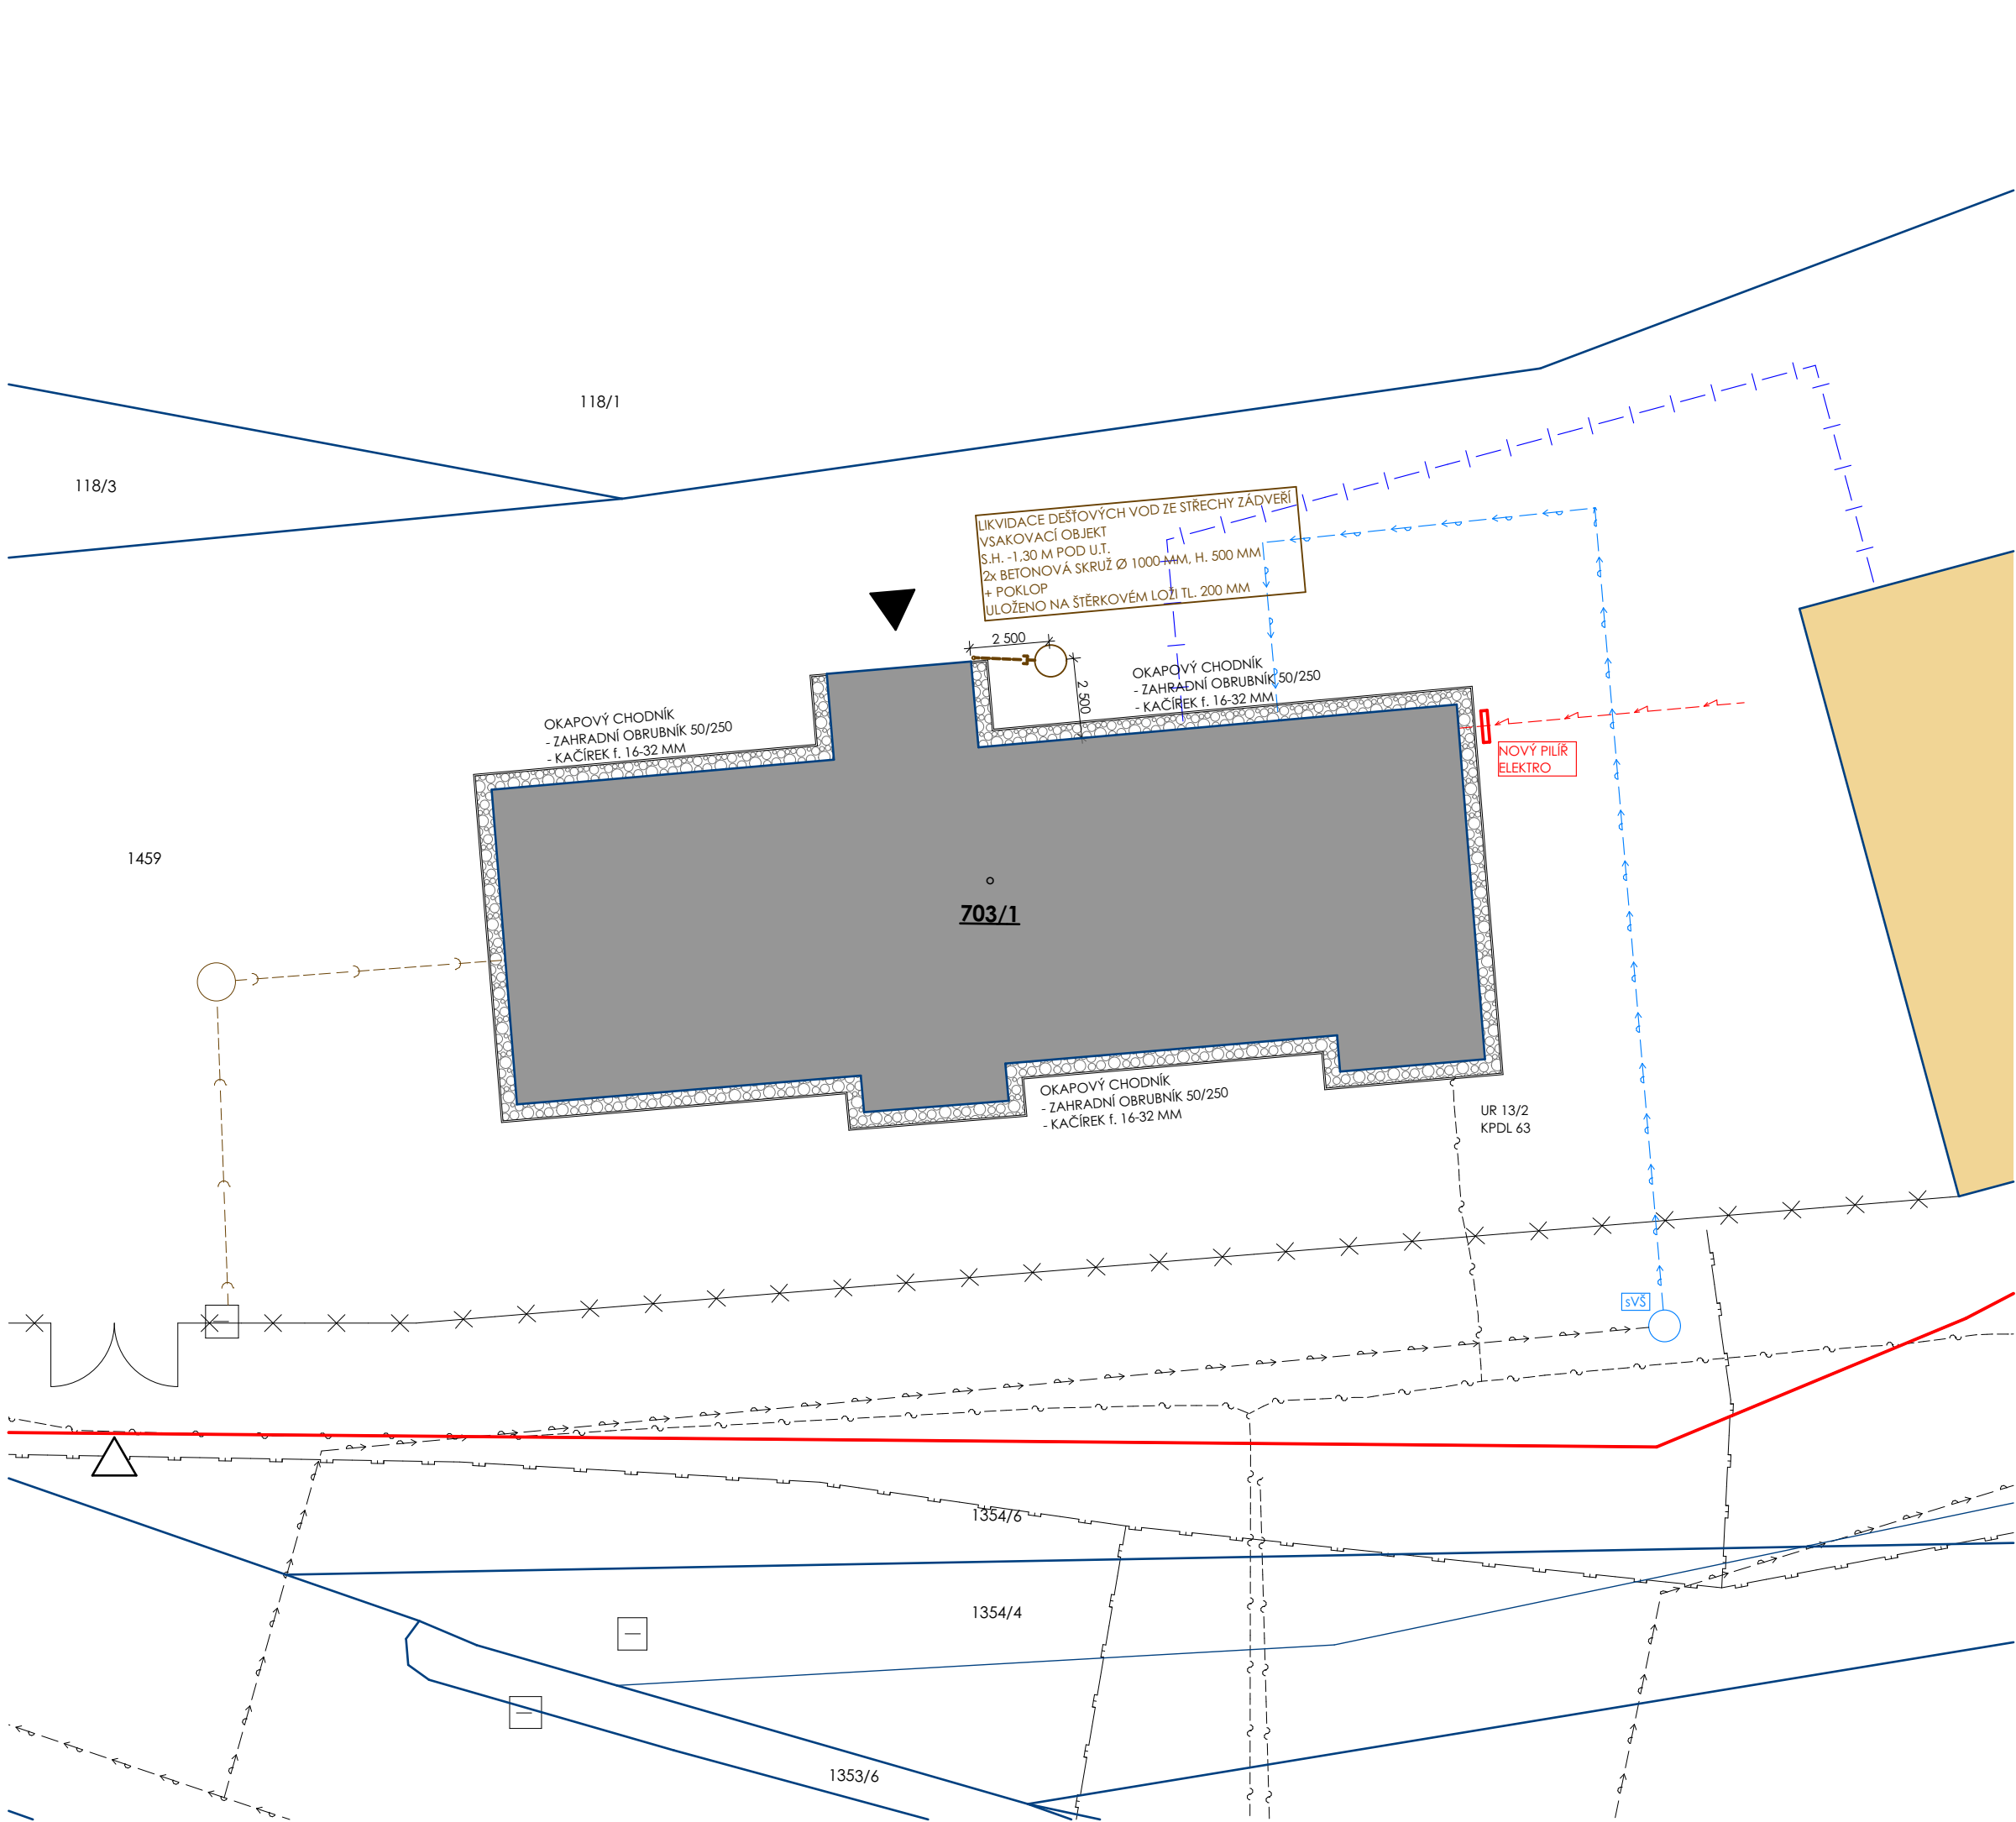 118/1
118/3
LIKVIDACE DEŠŤOVÝCH VOD ZE STŘECHY ZÁDVEŘÍ
VSAKOVACÍ OBJEKT
S.H. -1,30 M POD U.T.
2x BETONOVÁ SKRUŽ Ø 1000 MM, H. 500 MM
+ POKLOP
ULOŽENO NA ŠTĚRKOVÉM LOŽI TL. 200 MM
2 500
2 500
OKAPOVÝ CHODNÍK
- ZAHRADNÍ OBRUBNÍK 50/250
- KAČÍREK f. 16-32 MM
OKAPOVÝ CHODNÍK
- ZAHRADNÍ OBRUBNÍK 50/250
- KAČÍREK f. 16-32 MM
NOVÝ PILÍŘ
ELEKTRO
1459
703/1
OKAPOVÝ CHODNÍK
- ZAHRADNÍ OBRUBNÍK 50/250
- KAČÍREK f. 16-32 MM
UR 13/2
KPDL 63
sVŠ
1354/6
1354/4
1353/6